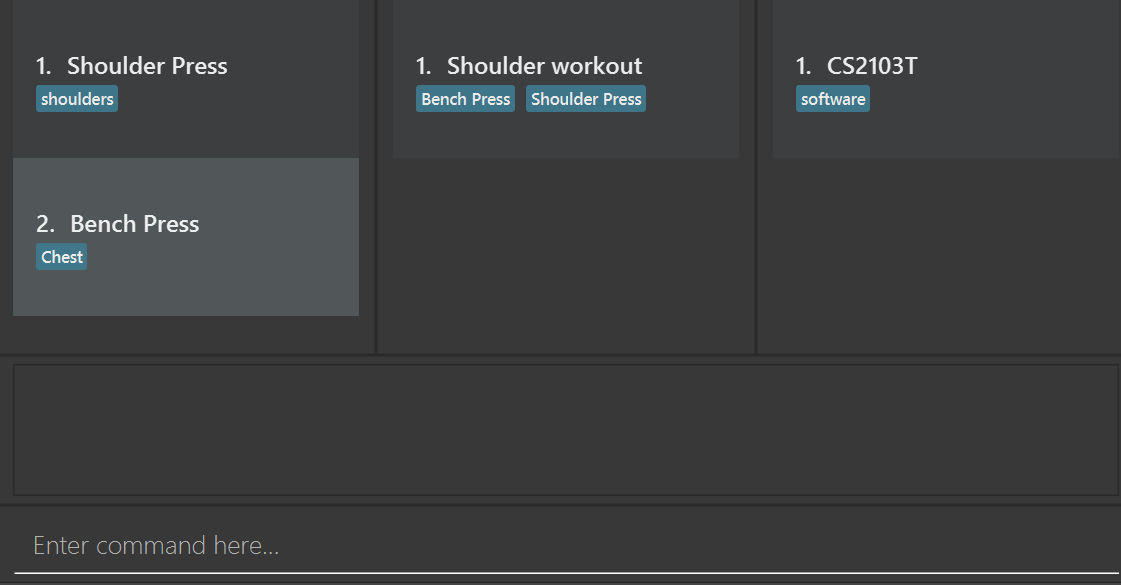 1. Shoulder Press
shoulders
2. Bench Press
Chest
1. Shoulder workout
Bench Press Shoulder Press
1. CS2103T
software
Enter command here...